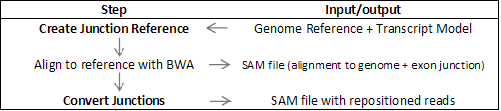 Step Input/output
Create Junction Reference Genome Reference + Transcript Model
Align to reference with BWA SAM file (alignment to genome + exon junction)
Convert Junctions SAM file with repositioned reads